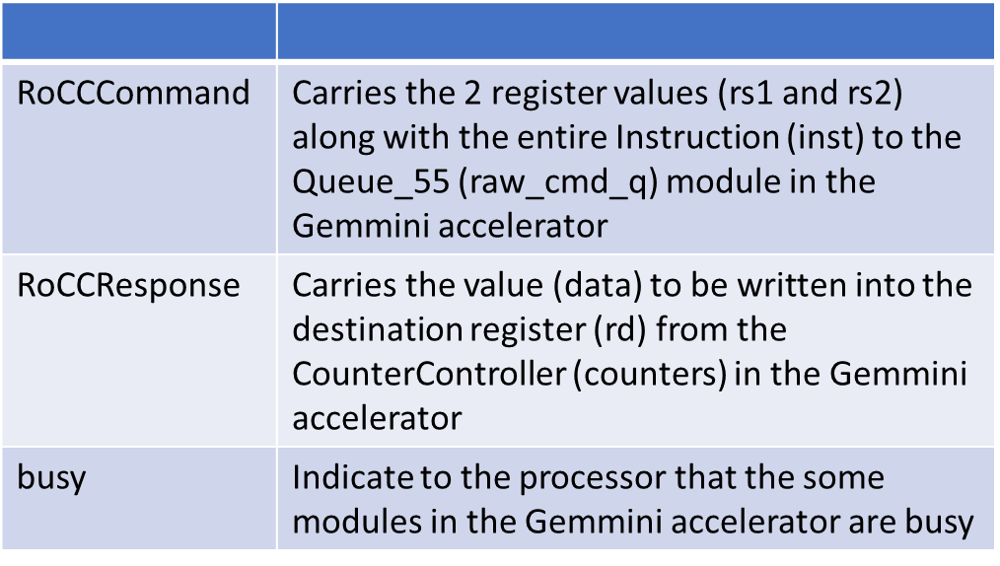 RoCCCommand
Carries the 2 register values (rs1 and rs2)
along with the entire Instruction (inst) to the
Queue_55 (raw_cmd_q) module in the
Gemmini accelerator
RoCCResponse
Carries the value (data) to be written into the
destination register (rd) from the
CounterController (counters) in the Gemmini
accelerator
busy
Indicate to the processor that the some
modules in the Gemmini accelerator are busy